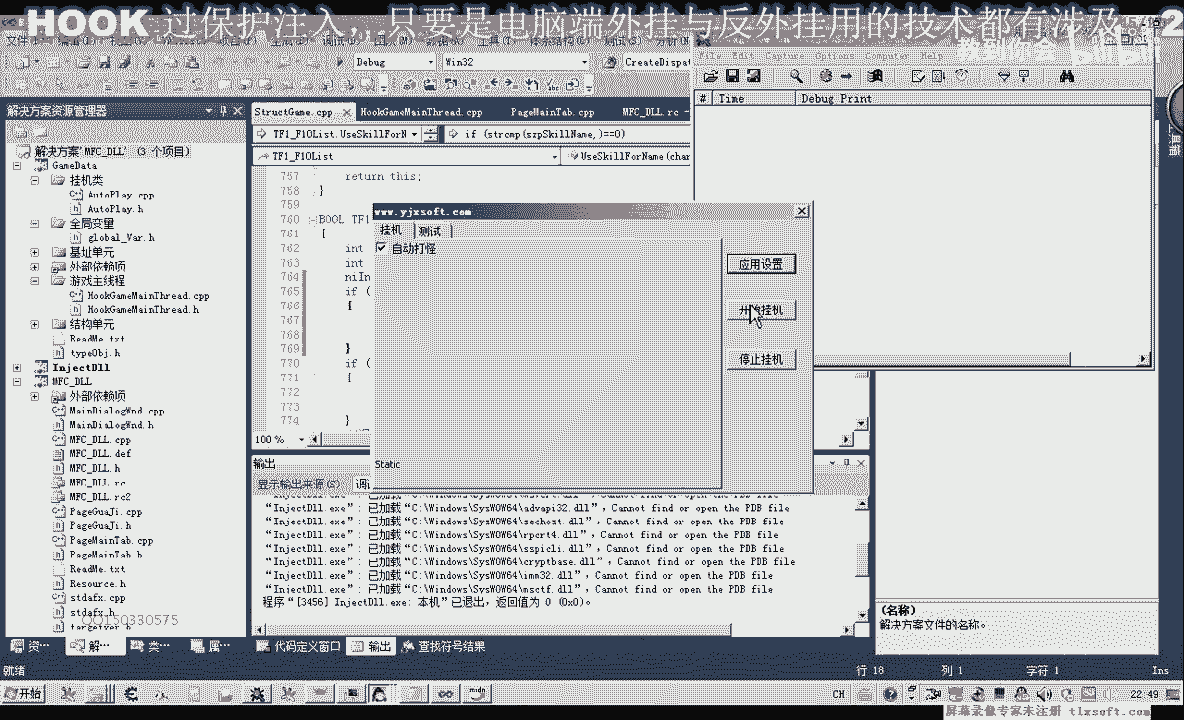 HOOK 过保护注入，只要是电脑端外挂与反外挂用的技术都有涉及
Debug
Win32
CreateDispat
解决方案资源管理器
StructGame.cpp
HookGameMainThread.cpp
PageMainTab.cpp
MFC_DLL.rc
# Time Debug Print
TF1_F10List.UseSkillForN
if (strcmp(szpSkillName,)==0)
TF1_F10List
UseSkillForName(char
解决方案"MFC_DLL" (3 个项目)
GameData
挂机类
AutoPlay.cpp
AutoPlay.h
全局变量
global_Var.h
基址单元
外部依赖项
游戏主线程
HookGameMainThread.cpp
HookGameMainThread.h
结构单元
ReadMe.txt
typeObj.h
InjectDll
MFC_DLL
外部依赖项
MainDialogWnd.cpp
MainDialogWnd.h
MFC_DLL.cpp
MFC_DLL.def
MFC_DLL.h
MFC_DLL.rc
MFC_DLL.rc2
PageGuaJi.cpp
PageGuaJi.h
PageMainTab.cpp
PageMainTab.h
ReadMe.txt
Resource.h
stdafx.cpp
stdafx.h
targetver.h
QQ150330575
757 return this;
758 }
759
760 BOOL TF1
761 {
762 int
763 int
764 niIn
765 if (
766 {
767
768
769 }
770 if (
771 {
772
773
774 }
100 %
www.yjxsoft.com
挂机 测试
自动打怪
应用设置
开始挂机
停止挂机
Static
输出
显示输出来源(S): 调
"InjectDll.exe": 已加载"C:\Windows\SysWOW64\advapi32.dll", Cannot find or open the PDB file
"InjectDll.exe": 已加载"C:\Windows\SysWOW64\sechost.dll", Cannot find or open the PDB file
"InjectDll.exe": 已加载"C:\Windows\SysWOW64\rpcrt4.dll", Cannot find or open the PDB file
"InjectDll.exe": 已加载"C:\Windows\SysWOW64\sspicli.dll", Cannot find or open the PDB file
"InjectDll.exe": 已加载"C:\Windows\SysWOW64\cryptbase.dll", Cannot find or open the PDB file
"InjectDll.exe": 已加载"C:\Windows\SysWOW64\imm32.dll", Cannot find or open the PDB file
"InjectDll.exe": 已加载"C:\Windows\SysWOW64\msctf.dll", Cannot find or open the PDB file
程序"[3456] InjectDll.exe: 本机"已退出，返回值为 0 (0x0)。
(名称)
解决方案文件的名称。
资… 解… 类… 属…
代码定义窗口 输出 查找符号结果
就绪
行 18 列 1 字符 1 Ins
开始
CH
22:49
屏幕录像专家未注册 tlxsoft.com